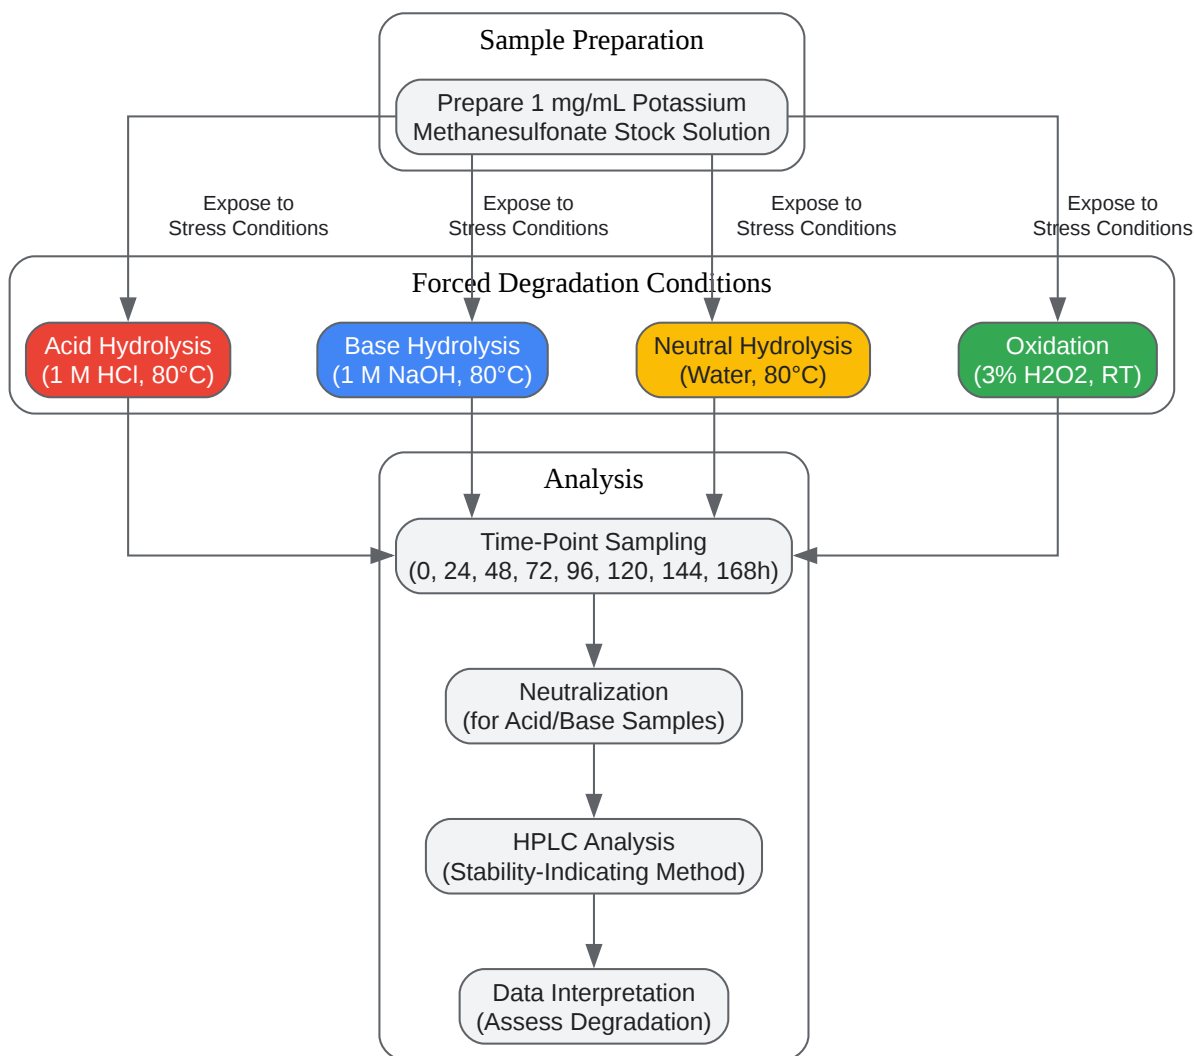 Sample Preparation
Prepare 1 mg/mL Potassium
Methanesulfonate Stock Solution
Expose to
Stress Conditions
Expose to
Stress Conditions
Expose to
Stress Conditions
Expose to
Stress Conditions
Forced Degradation Conditions
Acid Hydrolysis
(1 M HCl, 80°C)
Base Hydrolysis
(1 M NaOH, 80°C)
Neutral Hydrolysis
(Water, 80°C)
Oxidation
(3% H2O2, RT)
Analysis
Time-Point Sampling
(0, 24, 48, 72, 96, 120, 144, 168h)
Neutralization
(for Acid/Base Samples)
HPLC Analysis
(Stability-Indicating Method)
Data Interpretation
(Assess Degradation)